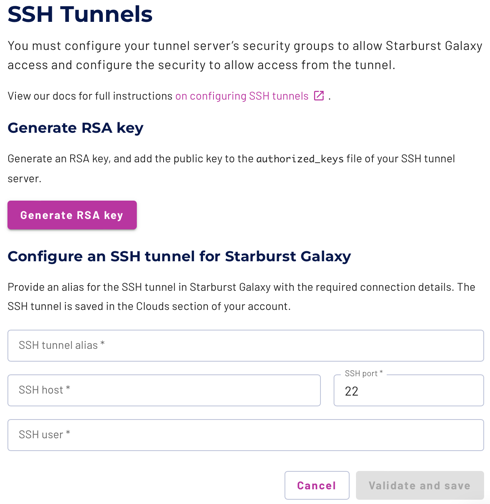 SSH Tunnels
You must configure your tunnel server's security groups to allow Starburst Galaxy
access and configure the security to allow access from the tunnel.
View our docs for full instructions on configuring SSH tunnels .
Generate RSA key
Generate an RSA key, and add the public key to the authorized_keys file of your SSH tunnel
server.
Generate RSA key
Configure an SSH tunnel for Starburst Galaxy
Provide an alias for the SSH tunnel in Starburst Galaxy with the required connection details. The
SSH tunnel is saved in the Clouds section of your account.
SSH tunnel alias *
SSH host *
SSH port *
22
SSH user *
Cancel
Validate and save